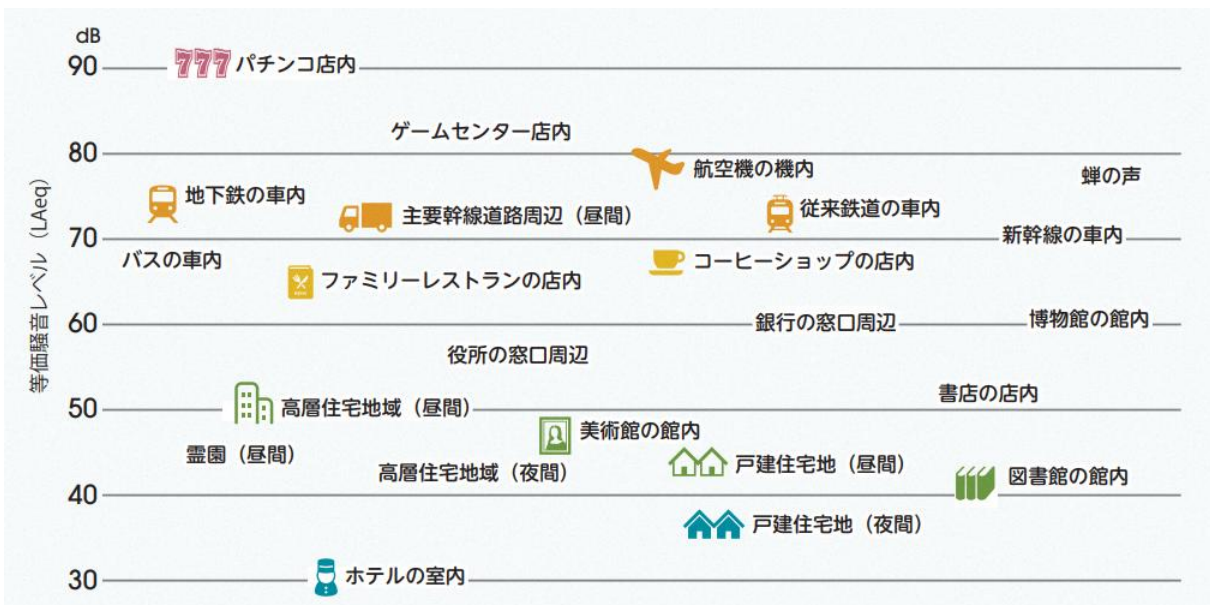 dB
90
777 パチンコ店内
ゲームセンター店内
80
航空機の機内
蝉の声
地下鉄の車内
従来鉄道の車内
主要幹線道路周辺（昼間）
70
新幹線の車内
バスの車内
コーヒーショップの店内
ファミリーレストランの店内
等価騒音レベル（LAeq）
60
銀行の窓口周辺
博物館の館内
役所の窓口周辺
書店の店内
50
高層住宅地域（昼間）
美術館の館内
霊園（昼間）
高層住宅地域（夜間）
戸建住宅地（昼間）
図書館の館内
40
戸建住宅地（夜間）
30
ホテルの室内